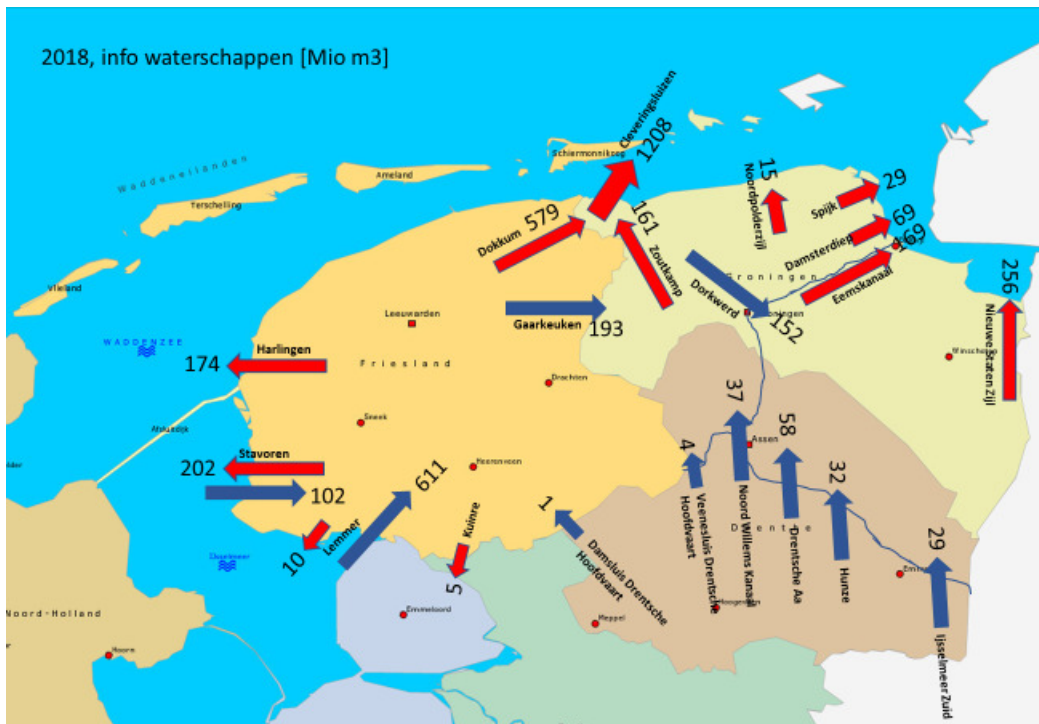 2018, info waterschappen [Mio m3]
Cleveringsluizen
1208
Schiermonnikoog
Waddeneilanden
Ameland
Terschelling
Vlieland
15
Noordpolderzijl
Spijk
29
Dokkum
579
161
Zoutkamp
Damsterdiep
69
169
Eemskanaal
Groningen
Dorkwerd
152
256
Nieuwe Staten Zijl
Leeuwarden
Gaarkeuken
193
WADDENZEE
174
Harlingen
Friesland
Drachten
Winschoten
Afsluitdijk
Sneek
37
58
Assen
4
Stavoren
202
102
Heerenveen
611
Lemmer
10
Kuinre
5
1
Damsluis Drentsche
Hoofdvaart
Veenesluis Drentsche
Hoofdvaart
Noord Willems Kanaal
Drenthe
Drentsche Aa
32
Hunze
29
IJsselmeer Zuid
IJsselmeer
Noord-Holland
Hoorn
Emmeloord
Meppel
Hoogeveen